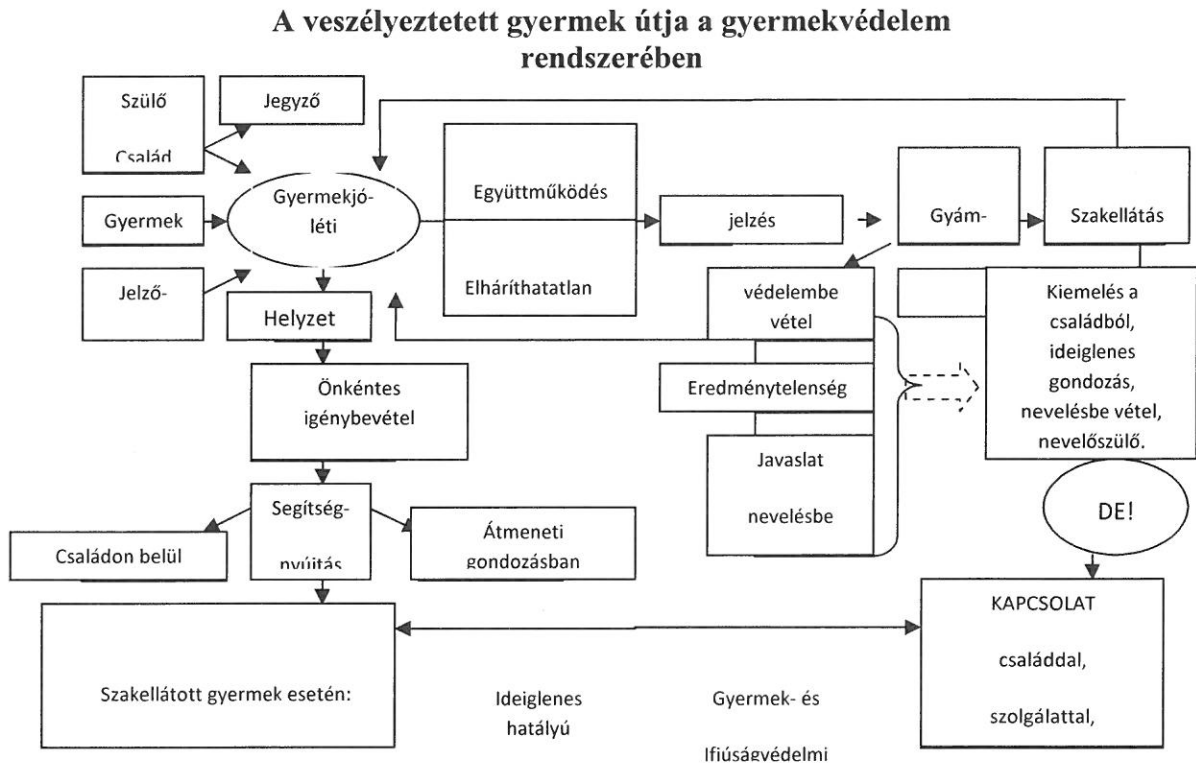 A veszélyeztetett gyermek útja a gyermekvédelem
rendszerében
Szülő
Család
Jegyző
Gyermek
Gyermekjó-
léti
Jelző-
Helyzet
Együttműködés
Elháríthatatlan
jelzés
Gyám-
Szakellátás
védelembe
vétel
Eredménytelenség
Javaslat
nevelésbe
Kiemelés a
családból,
ideiglenes
gondozás,
nevelésbe vétel,
nevelőszülő.
DE!
Önkéntes
igénybevétel
Segítség-
nyújtás
Családon belül
Átmeneti
gondozásban
Szakellátott gyermek esetén:
Ideiglenes
hatályú
Gyermek- és
Ifjúságvédelmi
KAPCSOLAT
családdal,
szolgálattal,